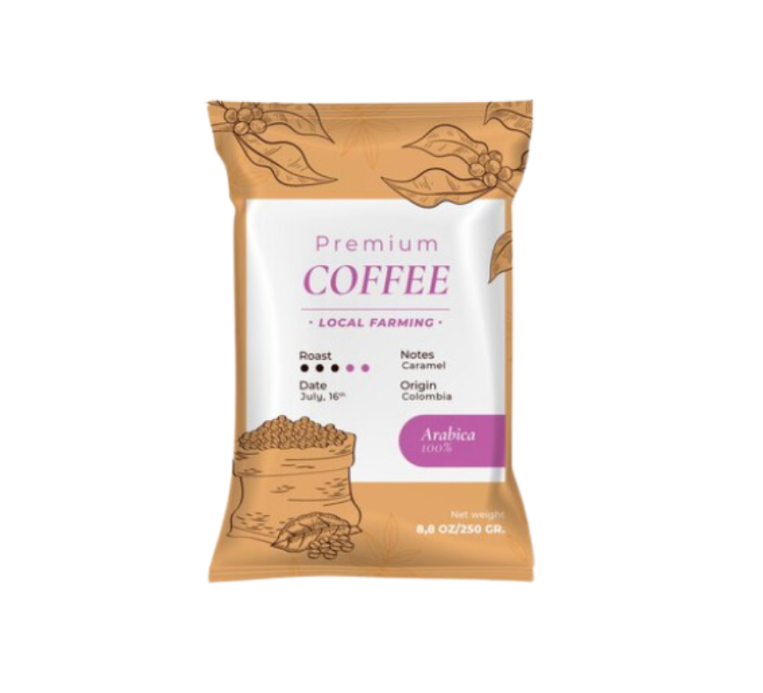 Premium
COFFEE
• LOCAL FARMING •
Roast
Notes
Caramel
Date
July, 16th
Origin
Colombia
Arabica
100%
Net weight
8,8 OZ/250 GR.